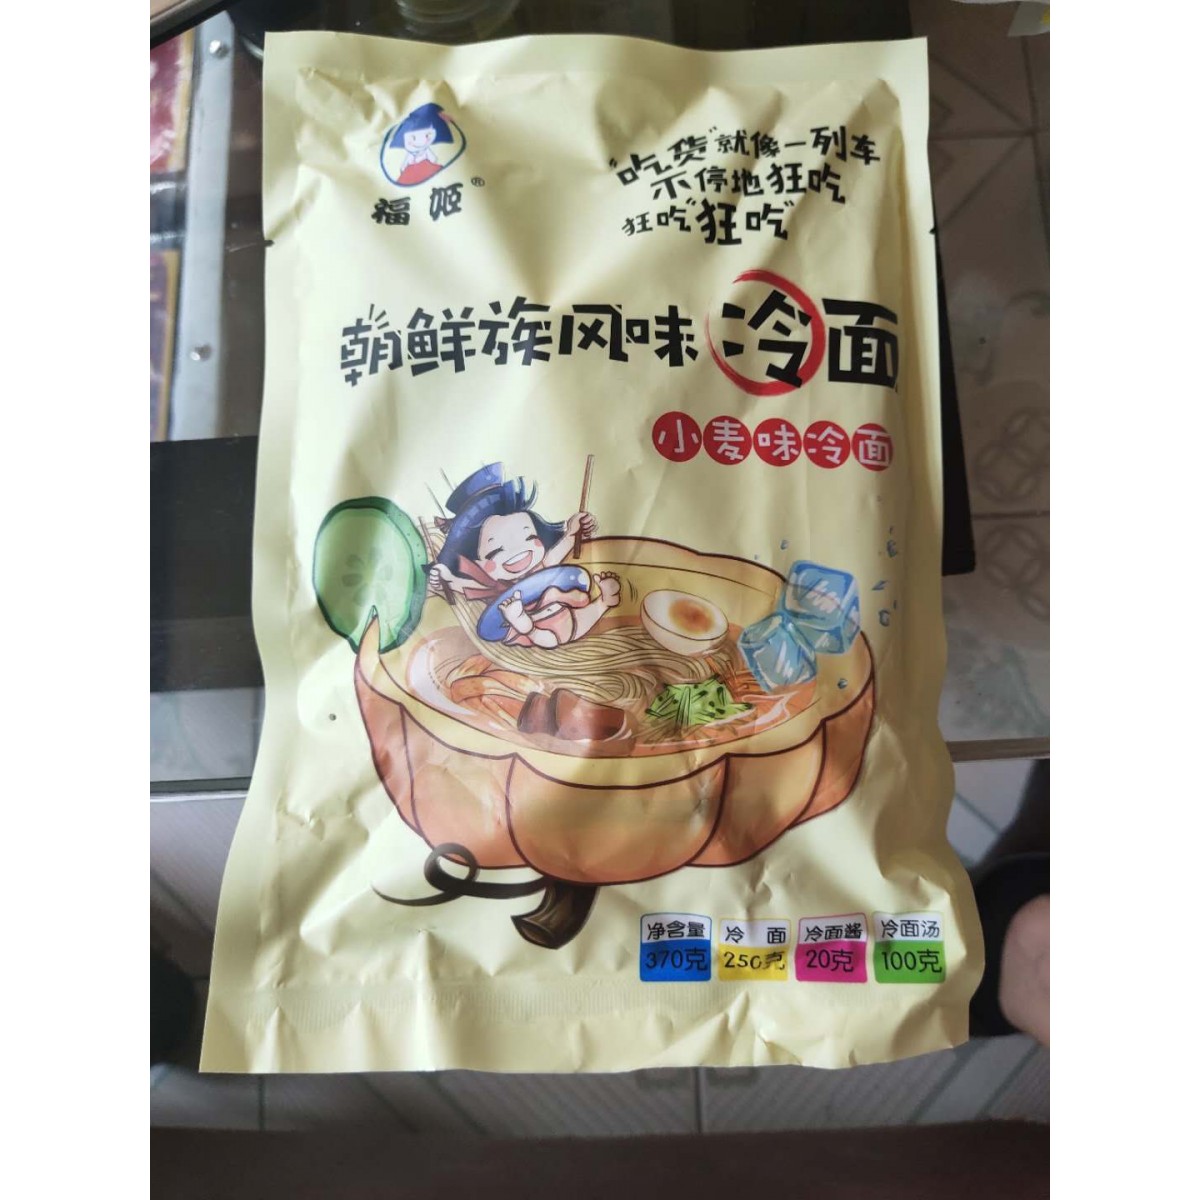 福姬®
"吃货"就像一列车
不停地狂吃
狂吃"狂吃"
朝鲜族风味冷面
小麦味冷面
净含量 370克
冷面 250克
冷面酱 20克
冷面汤 100克